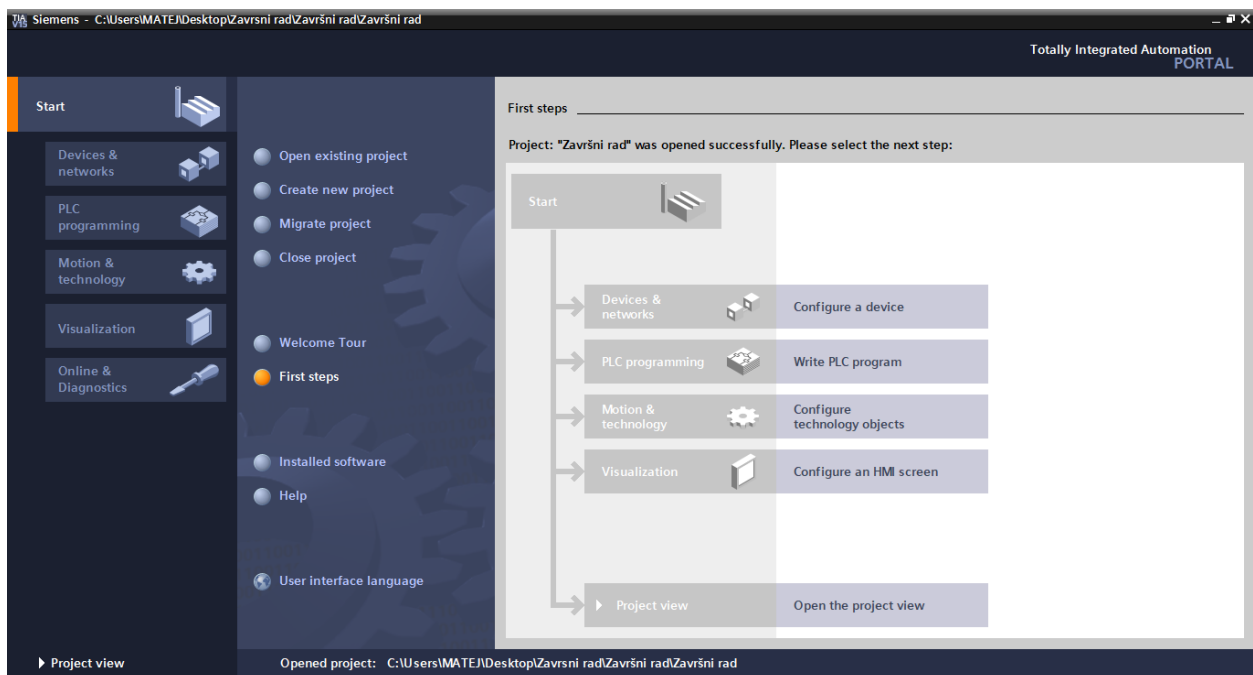 TIA
V15
Siemens - C:\Users\MATEJ\Desktop\Zavrsni rad\Završni rad\Završni rad
Totally Integrated Automation
PORTAL
Start
Devices &
networks
PLC
programming
Motion &
technology
Visualization
Online &
Diagnostics
Open existing project
Create new project
Migrate project
Close project
Welcome Tour
First steps
Installed software
Help
User interface language
First steps
Project: "Završni rad" was opened successfully. Please select the next step:
Start
Devices &
networks
Configure a device
PLC programming
Write PLC program
Motion &
technology
Configure
technology objects
Visualization
Configure an HMI screen
Project view
Open the project view
Project view
Opened project: C:\Users\MATEJ\Desktop\Zavrsni rad\Završni rad\Završni rad